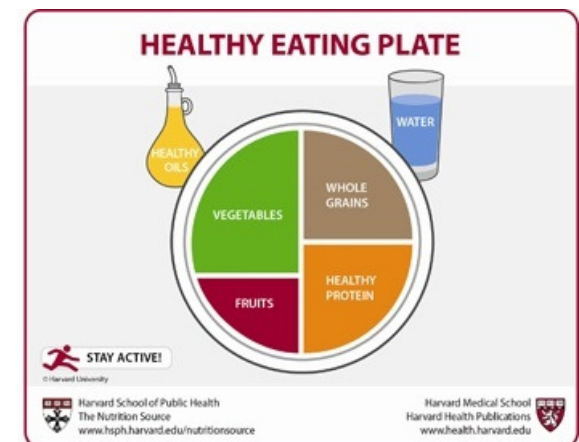 HEALTHY EATING PLATE
HEALTHY
OILS
WATER
VEGETABLES
WHOLE
GRAINS
FRUITS
HEALTHY
PROTEIN
STAY ACTIVE!
© Harvard University
Harvard School of Public Health
The Nutrition Source
www.hsph.harvard.edu/nutritionsource
Harvard Medical School
Harvard Health Publications
www.health.harvard.edu